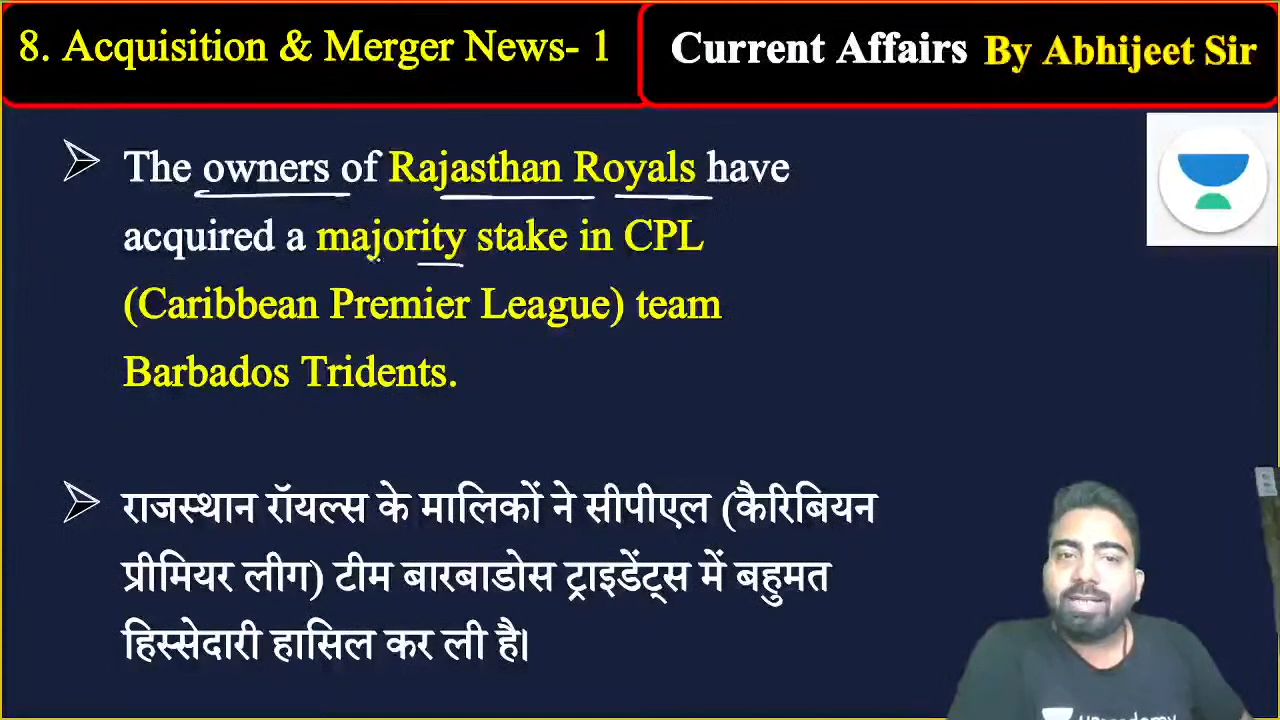 8. Acquisition & Merger News- 1
Current Affairs By Abhijeet Sir
The owners of Rajasthan Royals have
acquired a majority stake in CPL
(Caribbean Premier League) team
Barbados Tridents.
राजस्थान रॉयल्स के मालिकों ने सीपीएल (कैरिबियन
प्रीमियर लीग) टीम बारबाडोस ट्राइडेंट्स में बहुमत
हिस्सेदारी हासिल कर ली है।